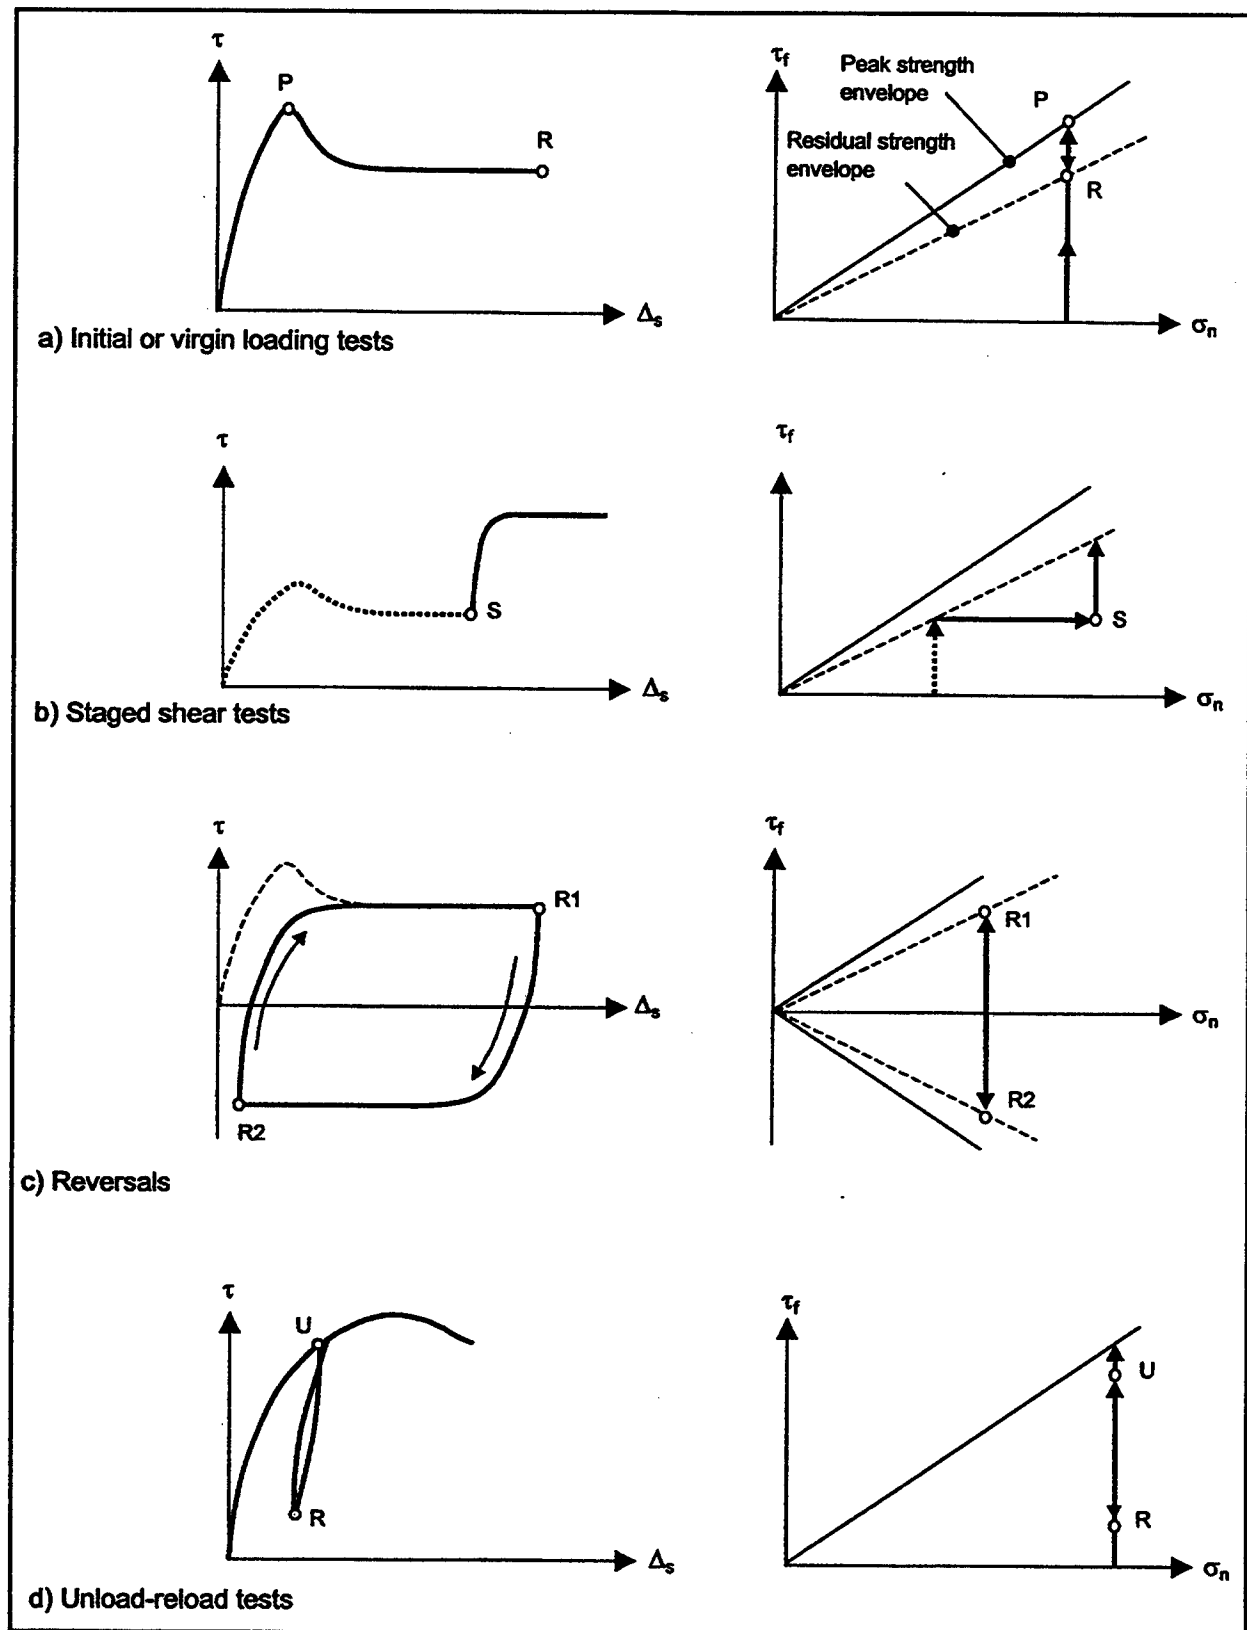 τ
P
R
Δs
a) Initial or virgin loading tests
τf
Peak strength
envelope
P
Residual strength
envelope
R
σn
τ
S
Δs
b) Staged shear tests
τf
S
σn
τ
R1
Δs
R2
c) Reversals
τf
R1
σn
R2
τ
U
R
Δs
d) Unload-reload tests
τf
U
R
σn